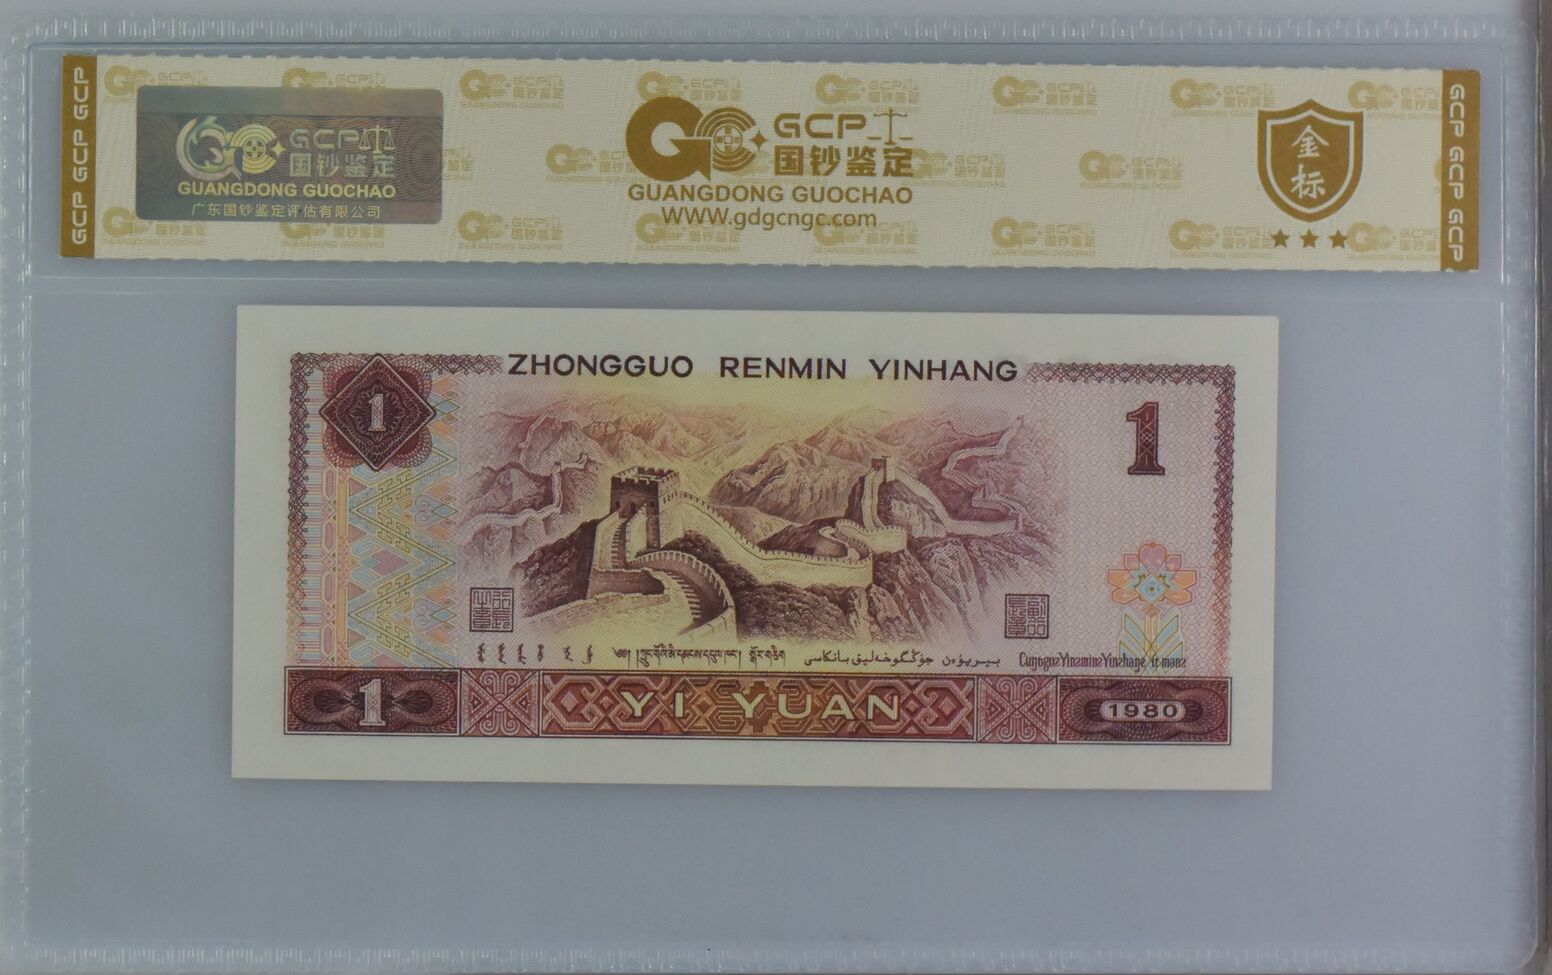 GCP GCP GCP
GCP
国钞鉴定
GUANGDONG GUOCHAO
广东国钞鉴定评估有限公司
GCP
国钞鉴定
GUANGDONG GUOCHAO
WWW.gdgcngc.com
金标
GCP GCP GCP
ZHONGGUO RENMIN YINHANG
1
1
1
YI YUAN
1980